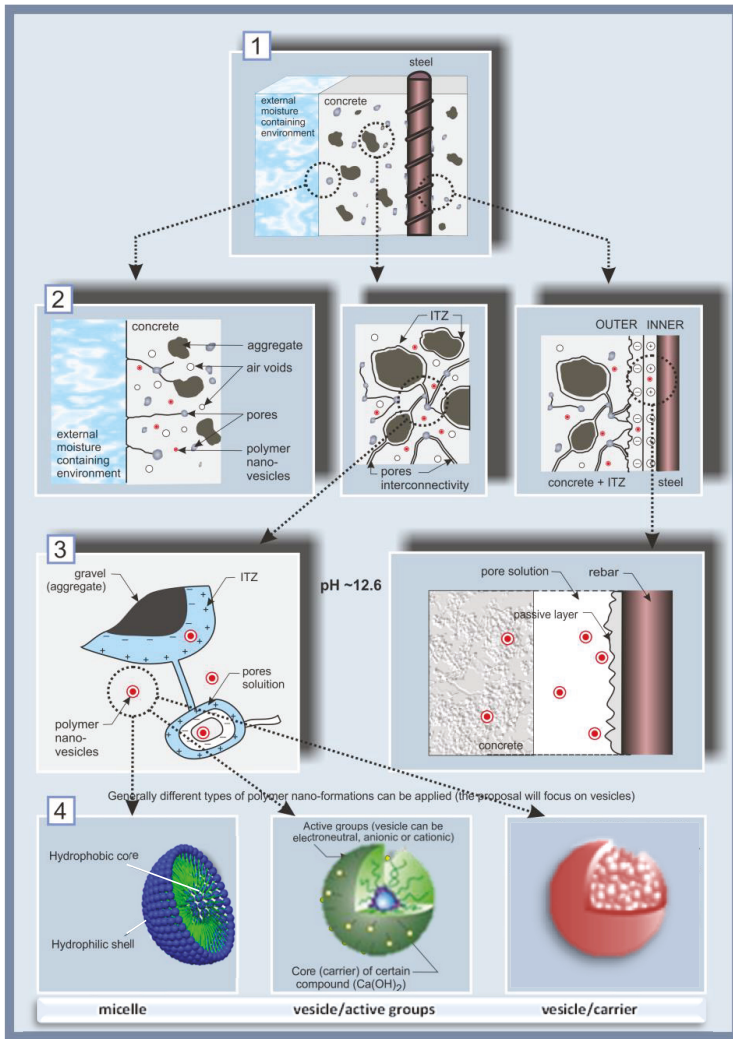 1
steel
external
moisture
containing
environment
concrete
2
concrete
aggregate
air voids
pores
polymer
nano-
vesicles
external
moisture
containing
environment
ITZ
pores
interconnectivity
OUTER INNER
concrete + ITZ
steel
3
gravel
(aggregate)
ITZ
pores
soluition
polymer
nano-
vesicles
pH ~12.6
pore solution
rebar
passive layer
concrete
Generally different types of polymer nano-formations can be applied (the proposal will focus on vesicles)
4
Hydrophobic core
Hydrophilic shell
Active groups (vesicle can be
electroneutral, anionic or cationic)
Core (carrier) of certain
compound (Ca(OH)2)
micelle
vesicle/active groups
vesicle/carrier